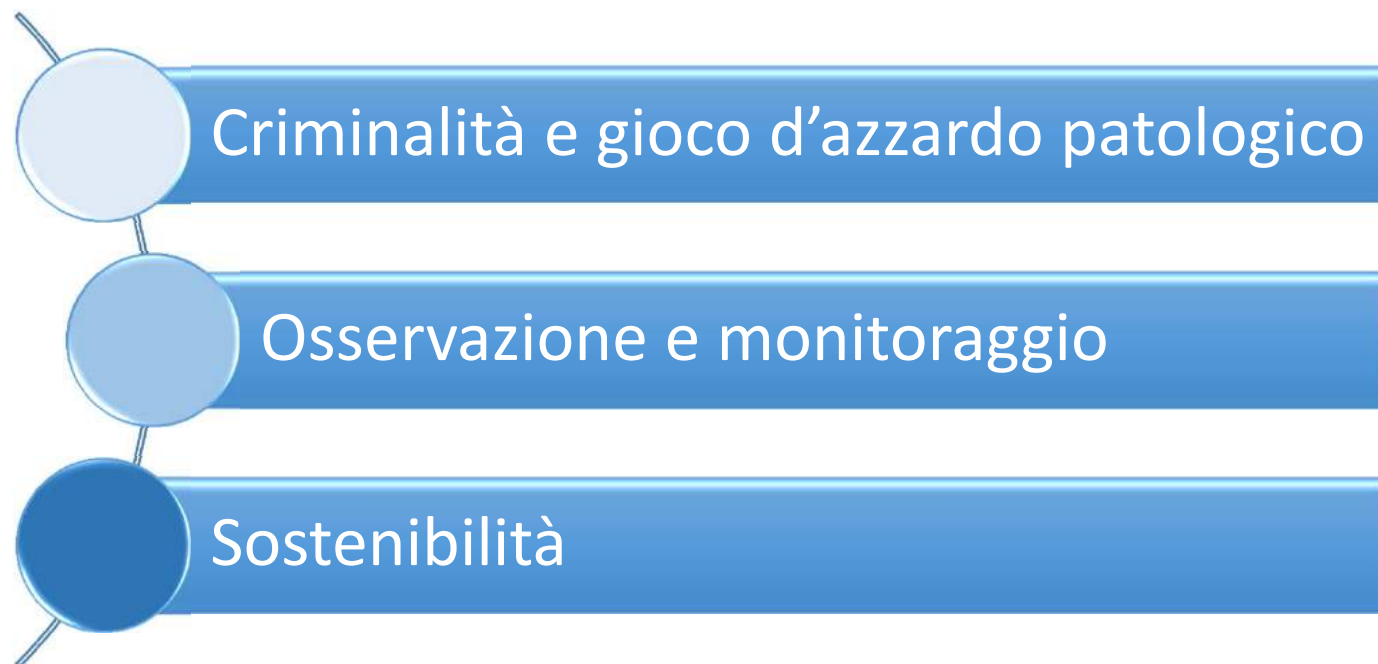 Criminalità e gioco d’azzardo patologico
Osservazione e monitoraggio
Sostenibilità